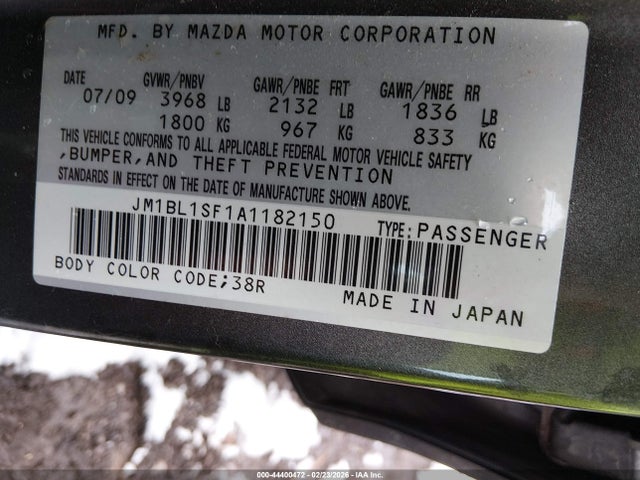 MFD. BY MAZDA MOTOR CORPORATION
DATE GVWR/PNBV GAWR/PNBE FRT GAWR/PNBE RR
07/09 3968 LB 2132 LB 1836 LB
1800 KG 967 KG 833 KG
THIS VEHICLE CONFORMS TO ALL APPLICABLE FEDERAL MOTOR VEHICLE SAFETY
,BUMPER,AND THEFT PREVENTION
STANDARDS IN EFFECT ON THE DATE OF MANUFACTURE SHOWN ABOVE.
JM1BL1SF1A1182150 TYPE:PASSENGER
BODY COLOR CODE;38R
MADE IN JAPAN
000-44400472 - 02/23/2026 - IAA Inc.